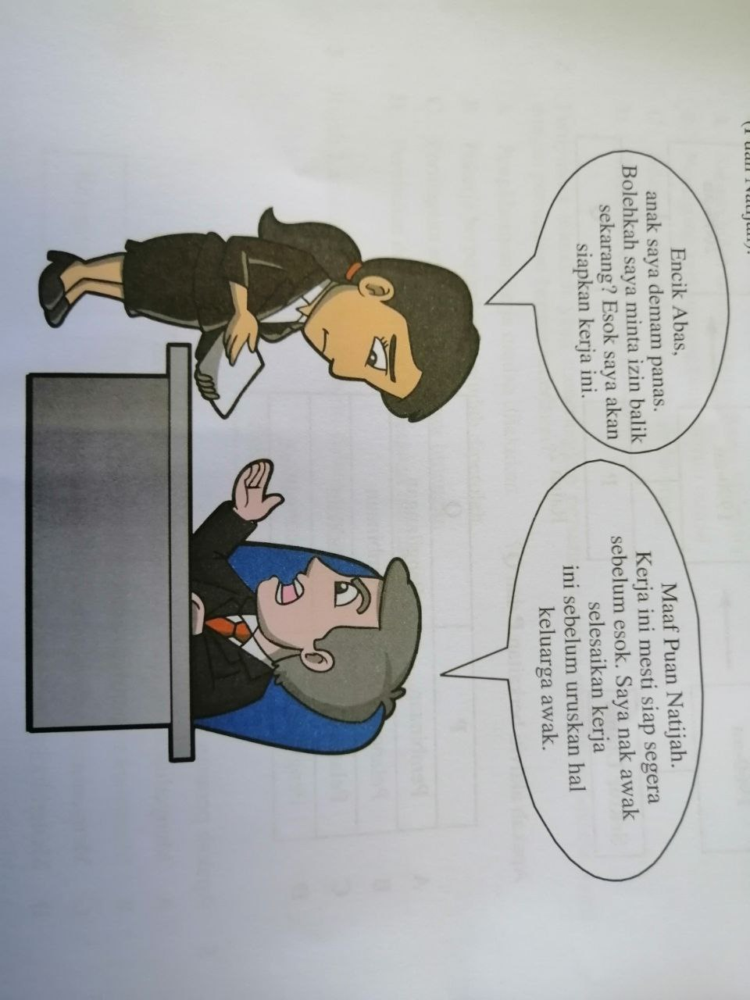 Encik Abas,
anak saya demam panas.
Bolehkah saya minta izin balik
sekarang? Esok saya akan
siapkan kerja ini.
Maaf Puan Natijah.
Kerja ini mesti siap segera
sebelum esok. Saya nak awak
selesaikan kerja
ini sebelum uruskan hal
keluarga awak.